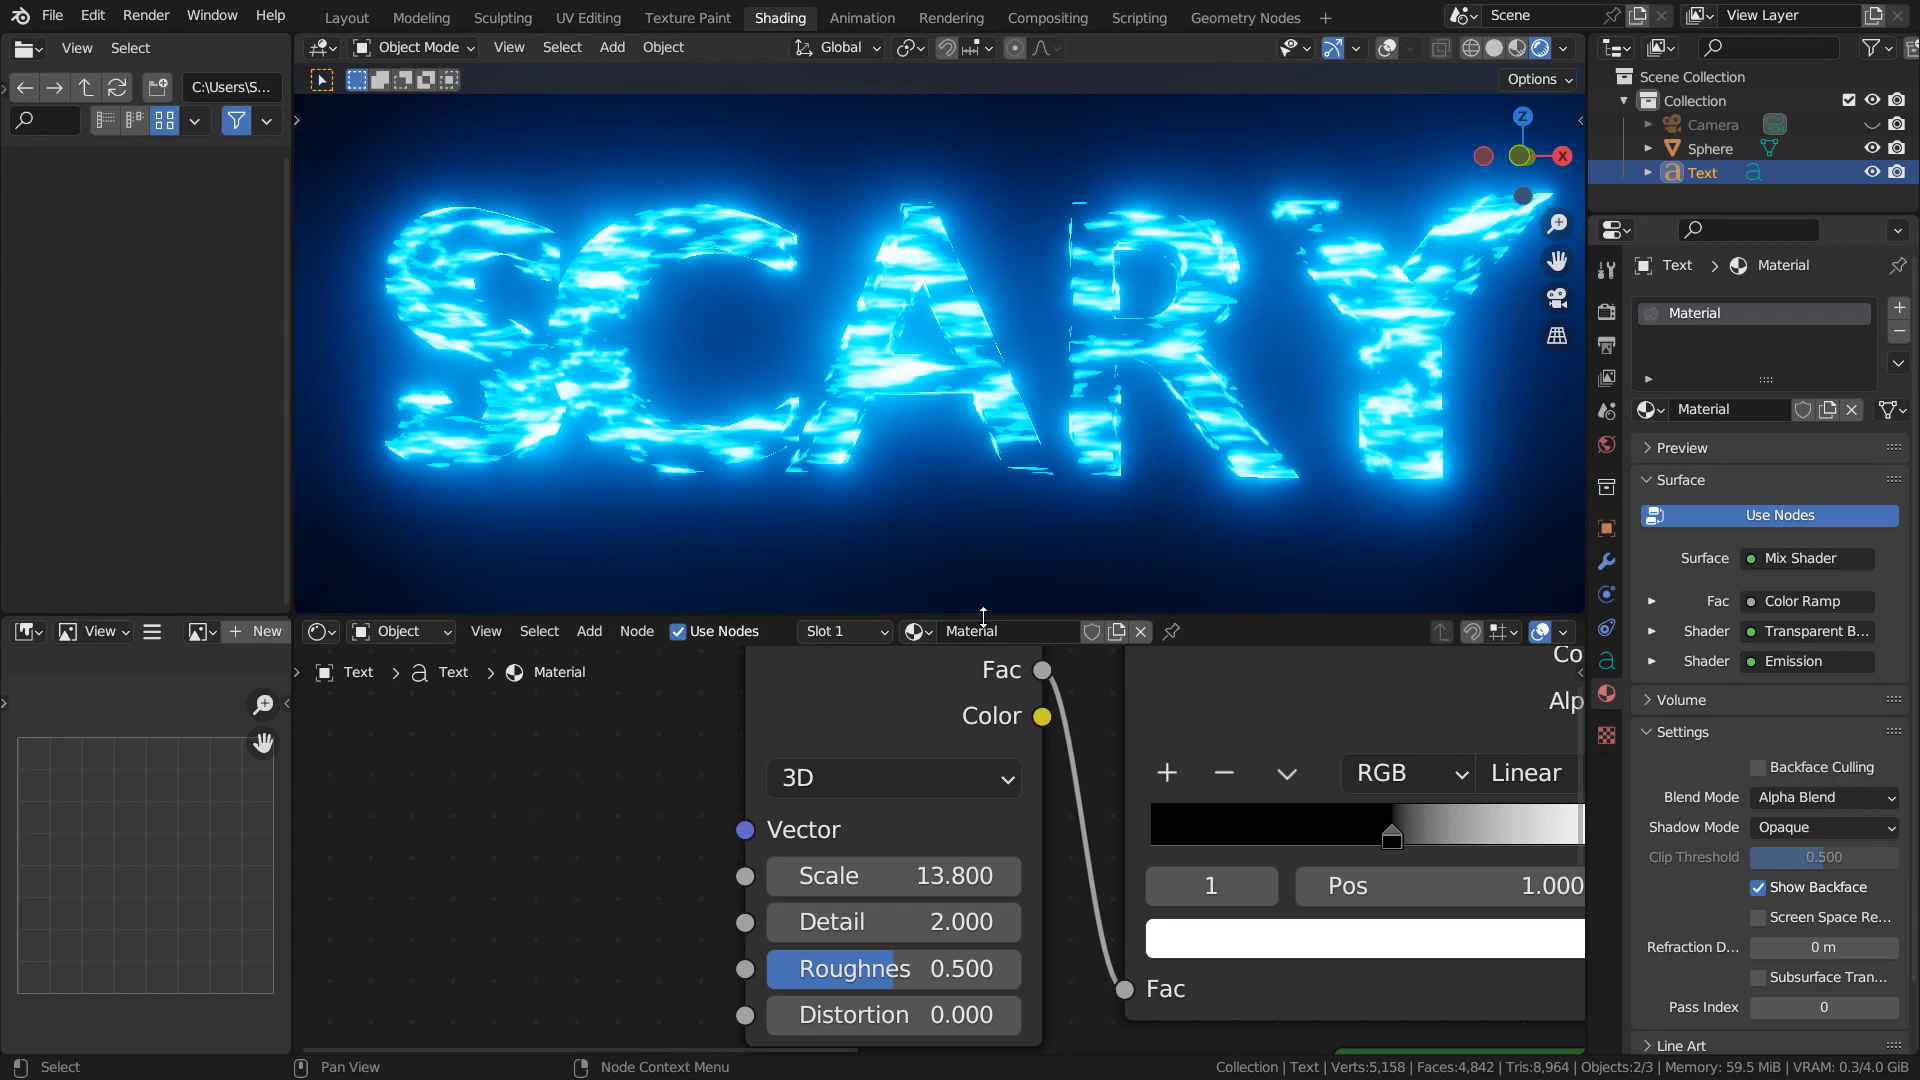 File Edit Render Window Help
Layout Modeling Sculpting UV Editing Texture Paint Shading Animation Rendering Compositing Scripting Geometry Nodes +
Scene
View Layer
View Select
Object Mode View Select Add Object
Global
Options
C:\Users\S...
Z
X
SCARY
Scene Collection
Collection
Camera
Sphere
Text
Text > Material
Material
Material
Preview
Surface
Use Nodes
Surface Mix Shader
Fac Color Ramp
Shader Transparent B...
Shader Emission
Volume
Settings
Backface Culling
Blend Mode Alpha Blend
Shadow Mode Opaque
Clip Threshold 0.500
Show Backface
Screen Space Re...
Refraction D... 0 m
Subsurface Tran...
Pass Index 0
Line Art
View
+ New
Object View Select Add Node Use Nodes Slot 1 Material
Text > Text > Material
Fac
Color
3D
Vector
Scale 13.800
Detail 2.000
Roughnes 0.500
Distortion 0.000
Co
Alp
RGB Linear
1 Pos 1.000
Fac
Select
Pan View
Node Context Menu
Collection | Text | Verts:5,158 | Faces:4,842 | Tris:8,964 | Objects:2/3 | Memory: 59.5 MiB | VRAM: 0.3/4.0 GiB